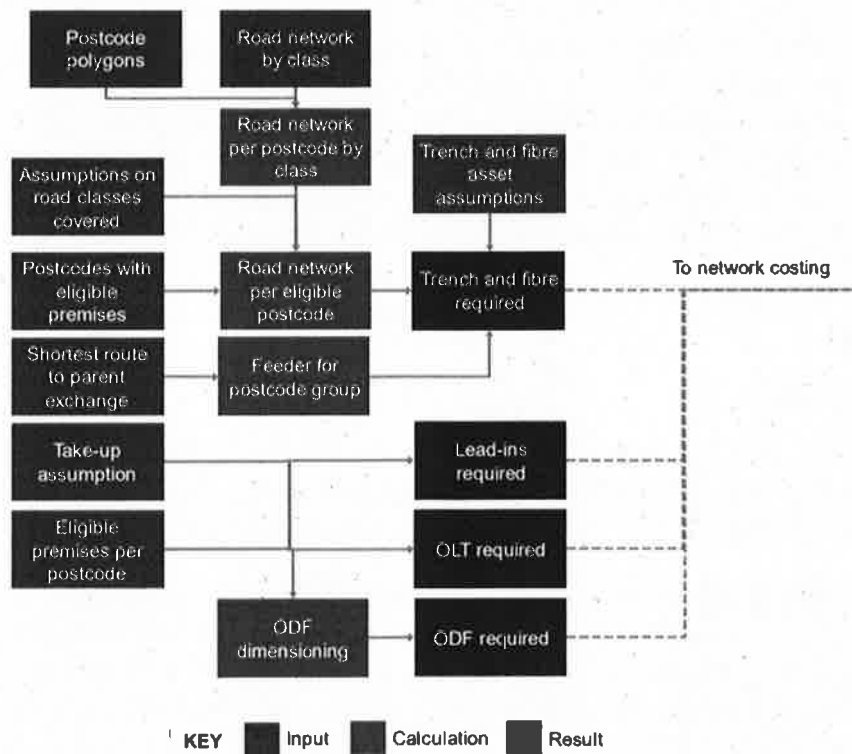 Postcode
polygons
Road network
by class
Road network
per postcode by
class
Trench and fibre
asset
assumptions
Assumptions on
road classes
covered
Postcodes with
eligible
premises
Road network
per eligible
postcode
Trench and fibre
required
To network costing
Shortest route
to parent
exchange
Feeder for
postcode group
Take-up
assumption
Lead-ins
required
Eligible
premises per
postcode
OLT required
ODF
dimensioning
ODF required
KEY Input Calculation Result